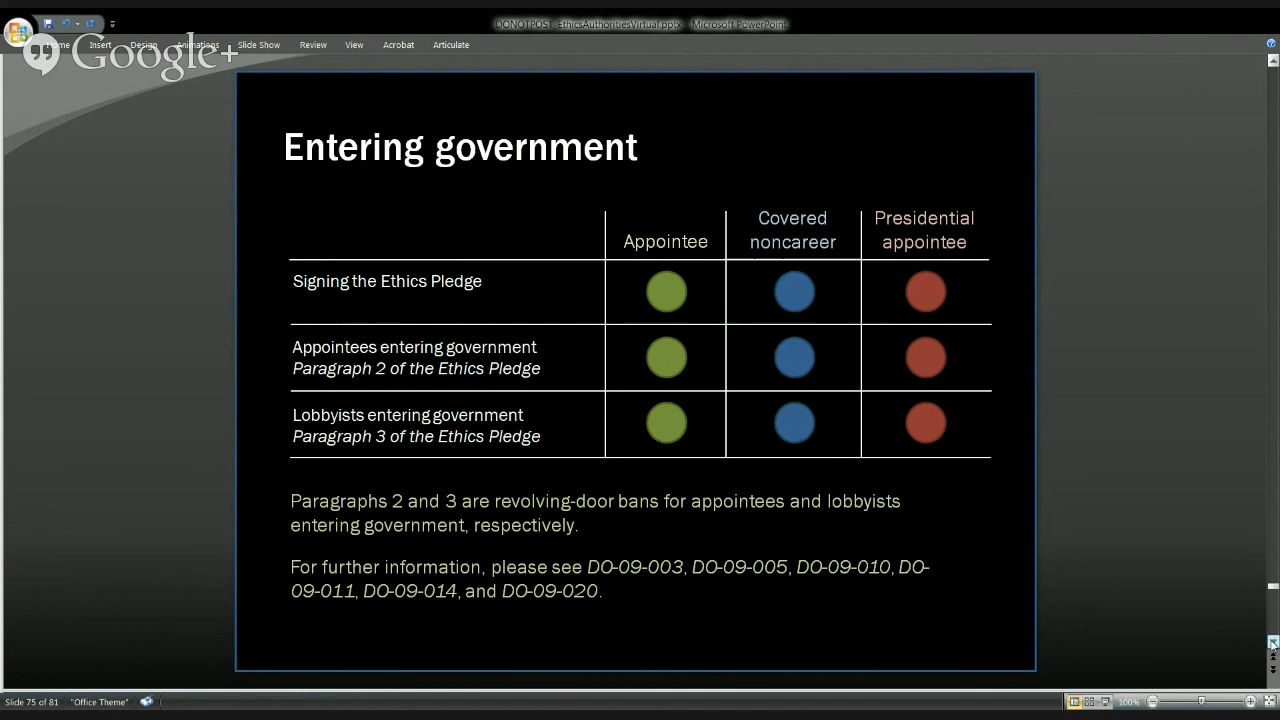 DONOTPOST_EthicsAuthoritiesVirtual.pptx - Microsoft PowerPoint
Home Insert Design Animations Slide Show Review View Acrobat Articulate
Google+
Entering government
Appointee
Covered
noncareer
Presidential
appointee
Signing the Ethics Pledge
Appointees entering government
Paragraph 2 of the Ethics Pledge
Lobbyists entering government
Paragraph 3 of the Ethics Pledge
Paragraphs 2 and 3 are revolving-door bans for appointees and lobbyists
entering government, respectively.
For further information, please see DO-09-003, DO-09-005, DO-09-010, DO-
09-011, DO-09-014, and DO-09-020.
Slide 75 of 81 "Office Theme" 100%